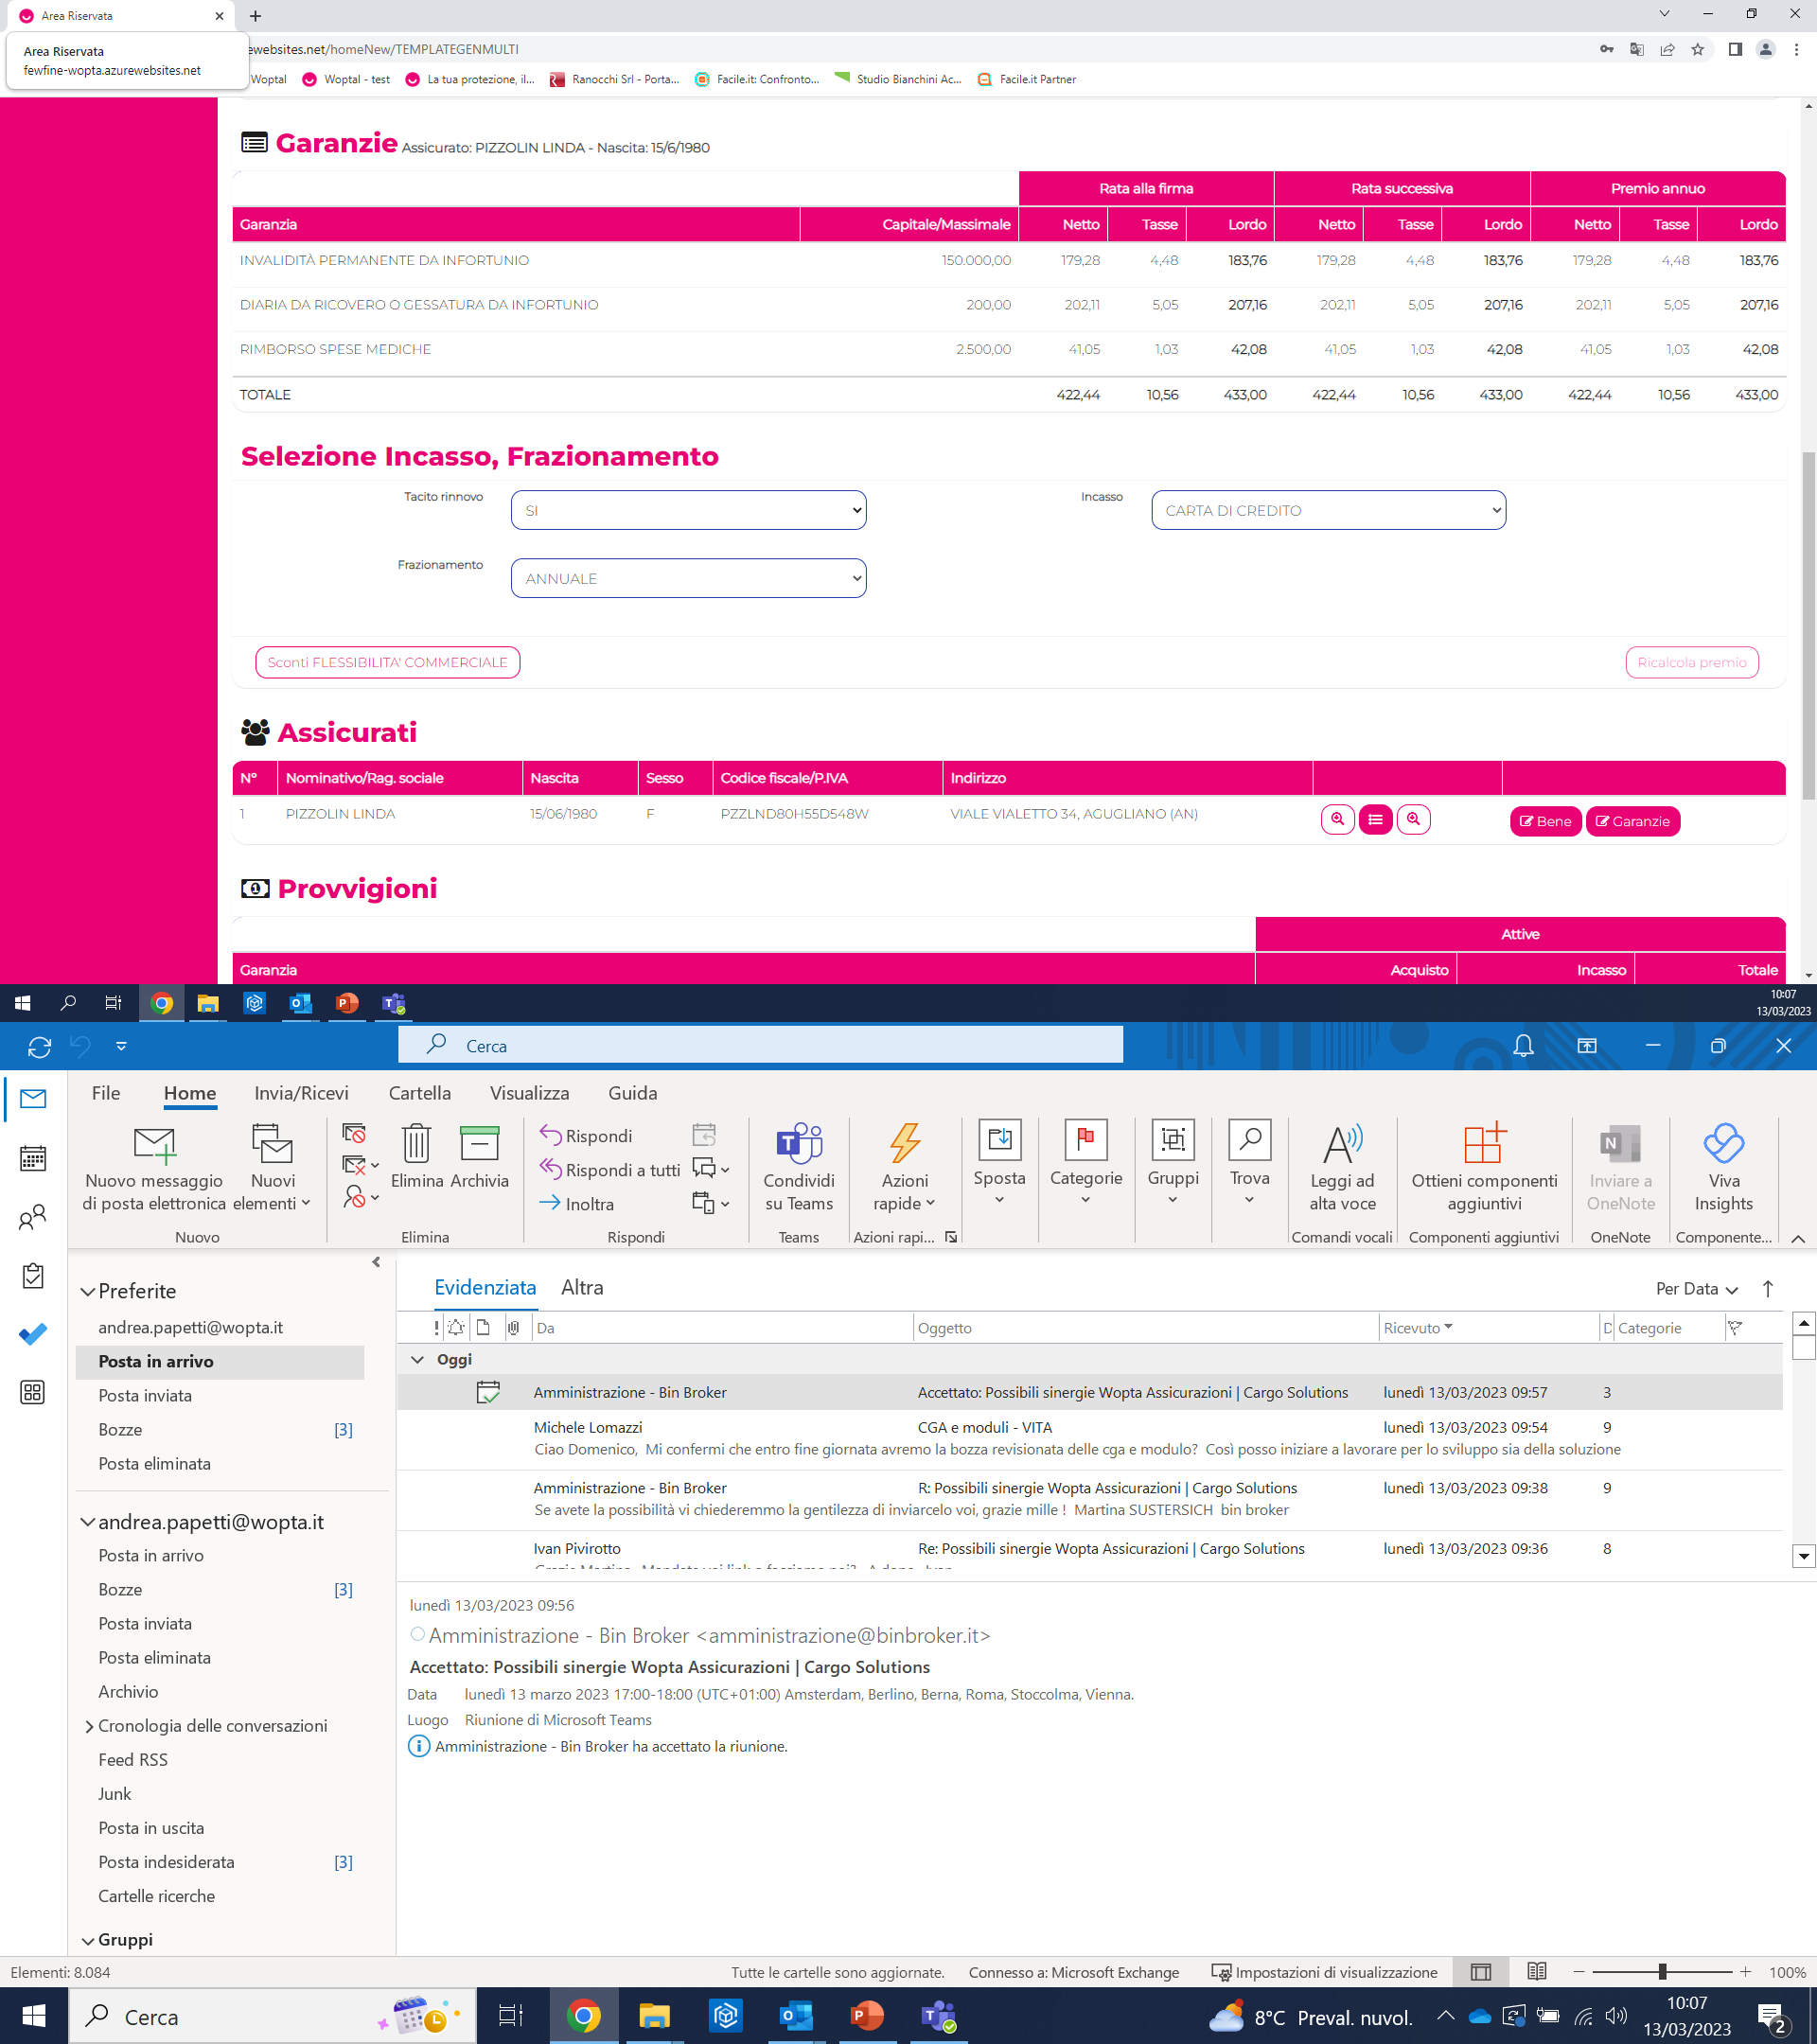 Area Riservata
Area Riservata
fewfine-wopta.azurewebsites.net
ewebsites.net/homeNew/TEMPLATEGENMULTI
Woptal
Woptal - test
La tua protezione, il...
Ranocchi Srl - Porta...
Facile.it: Confronto...
Studio Bianchini Ac...
Facile.it Partner
Garanzie Assicurato: PIZZOLIN LINDA - Nascita: 15/6/1980
Rata alla firma Rata successiva Premio annuo
Garanzia Capitale/Massimale Netto Tasse Lordo Netto Tasse Lordo Netto Tasse Lordo
INVALIDITÀ PERMANENTE DA INFORTUNIO 150.000,00 179,28 4,48 183,76 179,28 4,48 183,76 179,28 4,48 183,76
DIARIA DA RICOVERO O GESSATURA DA INFORTUNIO 200,00 202,11 5,05 207,16 202,11 5,05 207,16 202,11 5,05 207,16
RIMBORSO SPESE MEDICHE 2.500,00 41,05 1,03 42,08 41,05 1,03 42,08 41,05 1,03 42,08
TOTALE 422,44 10,56 433,00 422,44 10,56 433,00 422,44 10,56 433,00
Selezione Incasso, Frazionamento
Tacito rinnovo SI Incasso CARTA DI CREDITO
Frazionamento ANNUALE
Sconti FLESSIBILITA' COMMERCIALE Ricalcola premio
Assicurati
N° Nominativo/Rag. sociale Nascita Sesso Codice fiscale/P.IVA Indirizzo
1 PIZZOLIN LINDA 15/06/1980 F PZZLND80H55D548W VIALE VIALETTO 34, AGUGLIANO (AN) Bene Garanzie
Provvigioni
Attive
Garanzia Acquisto Incasso Totale
10:07
13/03/2023
Cerca
File Home Invia/Ricevi Cartella Visualizza Guida
Nuovo messaggio
di posta elettronica
Nuovi
elementi
Nuovo
Elimina Archivia
Elimina
Rispondi
Rispondi a tutti
Inoltra
Rispondi
Condividi
su Teams
Teams
Azioni
rapide
Azioni rapi...
Sposta
Categorie
Gruppi
Trova
Leggi ad
alta voce
Comandi vocali
Ottieni componenti
aggiuntivi
Componenti aggiuntivi
Inviare a
OneNote
OneNote
Viva
Insights
Componente...
Preferite
andrea.papetti@wopta.it
Posta in arrivo
Posta inviata
Bozze [3]
Posta eliminata
andrea.papetti@wopta.it
Posta in arrivo
Bozze [3]
Posta inviata
Posta eliminata
Archivio
Cronologia delle conversazioni
Feed RSS
Junk
Posta in uscita
Posta indesiderata [3]
Cartelle ricerche
Gruppi
Evidenziata Altra Per Data
Da Oggetto Ricevuto D Categorie
Oggi
Amministrazione - Bin Broker Accettato: Possibili sinergie Wopta Assicurazioni | Cargo Solutions lunedì 13/03/2023 09:57 3
Michele Lomazzi CGA e moduli - VITA lunedì 13/03/2023 09:54 9
Ciao Domenico, Mi confermi che entro fine giornata avremo la bozza revisionata delle cga e modulo? Così posso iniziare a lavorare per lo sviluppo sia della soluzione
Amministrazione - Bin Broker R: Possibili sinergie Wopta Assicurazioni | Cargo Solutions lunedì 13/03/2023 09:38 9
Se avete la possibilità vi chiederemmo la gentilezza di inviarcelo voi, grazie mille ! Martina SUSTERSICH bin broker
Ivan Pivirotto Re: Possibili sinergie Wopta Assicurazioni | Cargo Solutions lunedì 13/03/2023 09:36 8
lunedì 13/03/2023 09:56
Amministrazione - Bin Broker <amministrazione@binbroker.it>
Accettato: Possibili sinergie Wopta Assicurazioni | Cargo Solutions
Data lunedì 13 marzo 2023 17:00-18:00 (UTC+01:00) Amsterdam, Berlino, Berna, Roma, Stoccolma, Vienna.
Luogo Riunione di Microsoft Teams
Amministrazione - Bin Broker ha accettato la riunione.
Elementi: 8.084 Tutte le cartelle sono aggiornate. Connesso a: Microsoft Exchange Impostazioni di visualizzazione 100%
Cerca
8°C Preval. nuvol.
10:07
13/03/2023
2